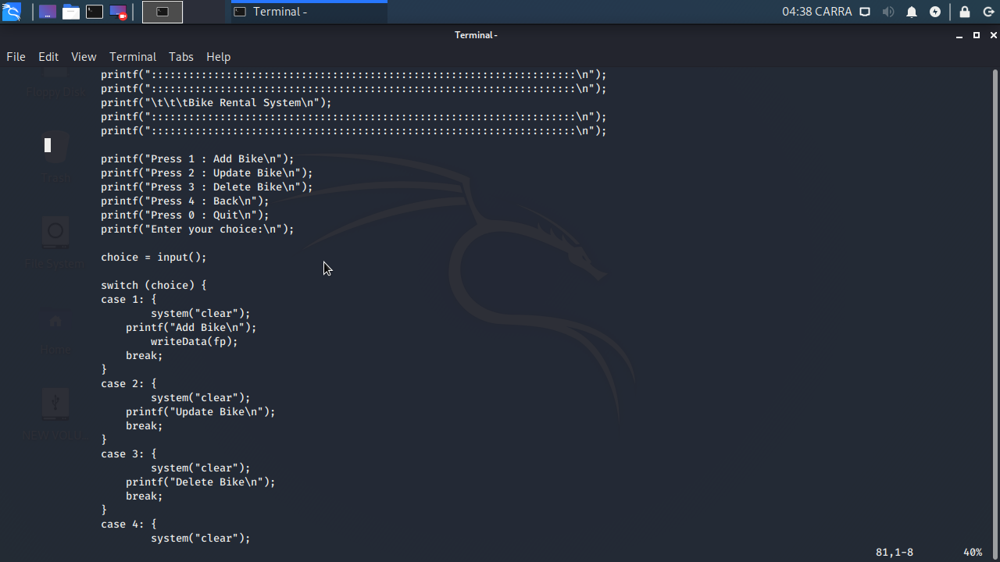 Terminal -
04:38 CARRA
Terminal -
File Edit View Terminal Tabs Help
printf("::::::::::::::::::::::::::::::::::::::::::::::::::::::::::::::::::::\n");
printf("::::::::::::::::::::::::::::::::::::::::::::::::::::::::::::::::::::\n");
printf("\t\t\tBike Rental System\n");
printf("::::::::::::::::::::::::::::::::::::::::::::::::::::::::::::::::::::\n");
printf("::::::::::::::::::::::::::::::::::::::::::::::::::::::::::::::::::::\n");
printf("Press 1 : Add Bike\n");
printf("Press 2 : Update Bike\n");
printf("Press 3 : Delete Bike\n");
printf("Press 4 : Back\n");
printf("Press 0 : Quit\n");
printf("Enter your choice:\n");
choice = input();
switch (choice) {
case 1: {
system("clear");
printf("Add Bike\n");
writeData(fp);
break;
}
case 2: {
system("clear");
printf("Update Bike\n");
break;
}
case 3: {
system("clear");
printf("Delete Bike\n");
break;
}
case 4: {
system("clear");
81,1-8 40%
Floppy Disk
Trash
File System
Home
NEW VOLU...